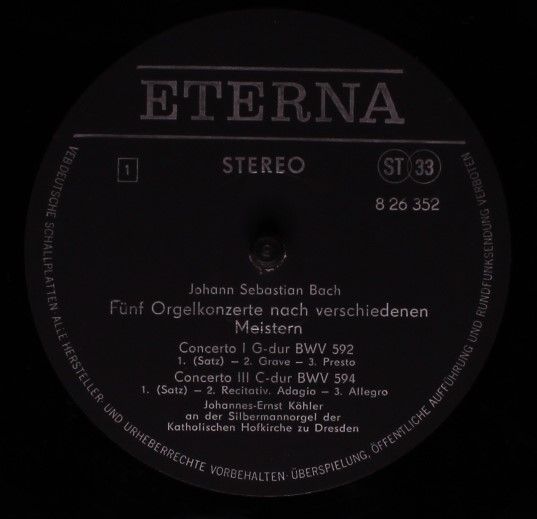 ETERNA
1
STEREO
ST 33
8 26 352
Johann Sebastian Bach
Fünf Orgelkonzerte nach verschiedenen
Meistern
Concerto I G-dur BWV 592
1. (Satz) – 2. Grave – 3. Presto
Concerto III C-dur BWV 594
1. (Satz) – 2. Recitativ. Adagio – 3. Allegro
Johannes-Ernst Köhler
an der Silbermannorgel der
Katholischen Hofkirche zu Dresden
VEB DEUTSCHE SCHALLPLATTEN ALLE HERSTELLER- UND URHEBERRECHTE VORBEHALTEN · ÜBERSPIELUNG, ÖFFENTLICHE AUFFÜHRUNG UND RUNDFUNKSENDUNG VERBOTEN